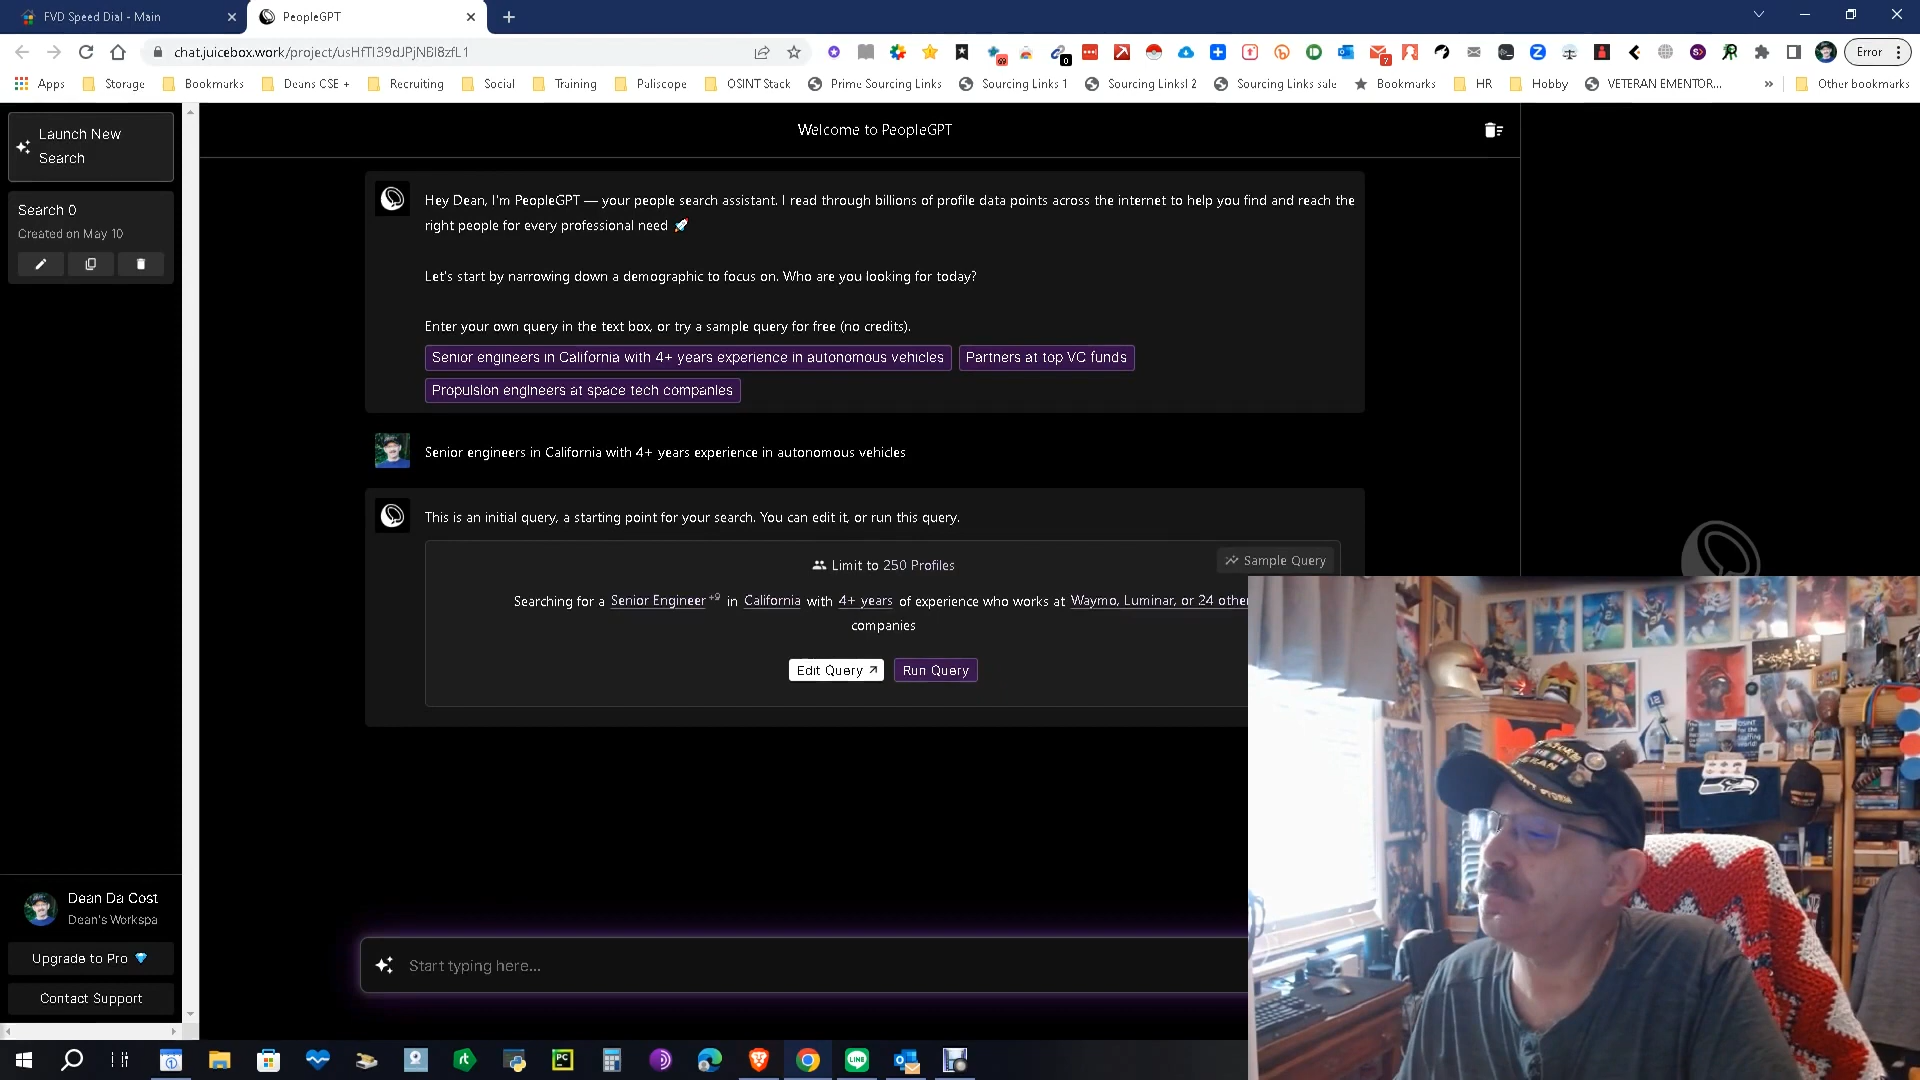 FVD Speed Dial - Main
PeopleGPT
chat.juicebox.work/project/usHfTI39dJPjNBI8zfL1
Error
Apps
Storage
Bookmarks
Deans CSE +
Recruiting
Social
Training
Paliscope
OSINT Stack
Prime Sourcing Links
Sourcing Links 1
Sourcing Linksl 2
Sourcing Links sale
Bookmarks
HR
Hobby
VETERAN EMENTOR...
»
Other bookmarks
Launch New
Search
Welcome to PeopleGPT
Search 0
Created on May 10
Hey Dean, I'm PeopleGPT — your people search assistant. I read through billions of profile data points across the internet to help you find and reach the
right people for every professional need 🚀
Let's start by narrowing down a demographic to focus on. Who are you looking for today?
Enter your own query in the text box, or try a sample query for free (no credits).
Senior engineers in California with 4+ years experience in autonomous vehicles
Partners at top VC funds
Propulsion engineers at space tech companies
Senior engineers in California with 4+ years experience in autonomous vehicles
This is an initial query, a starting point for your search. You can edit it, or run this query.
Limit to 250 Profiles
Sample Query
Searching for a Senior Engineer +9 in California with 4+ years of experience who works at Waymo, Luminar, or 24 other
companies
Edit Query
Run Query
Dean Da Cost
Dean's Workspa
Upgrade to Pro 💎
Contact Support
Start typing here...